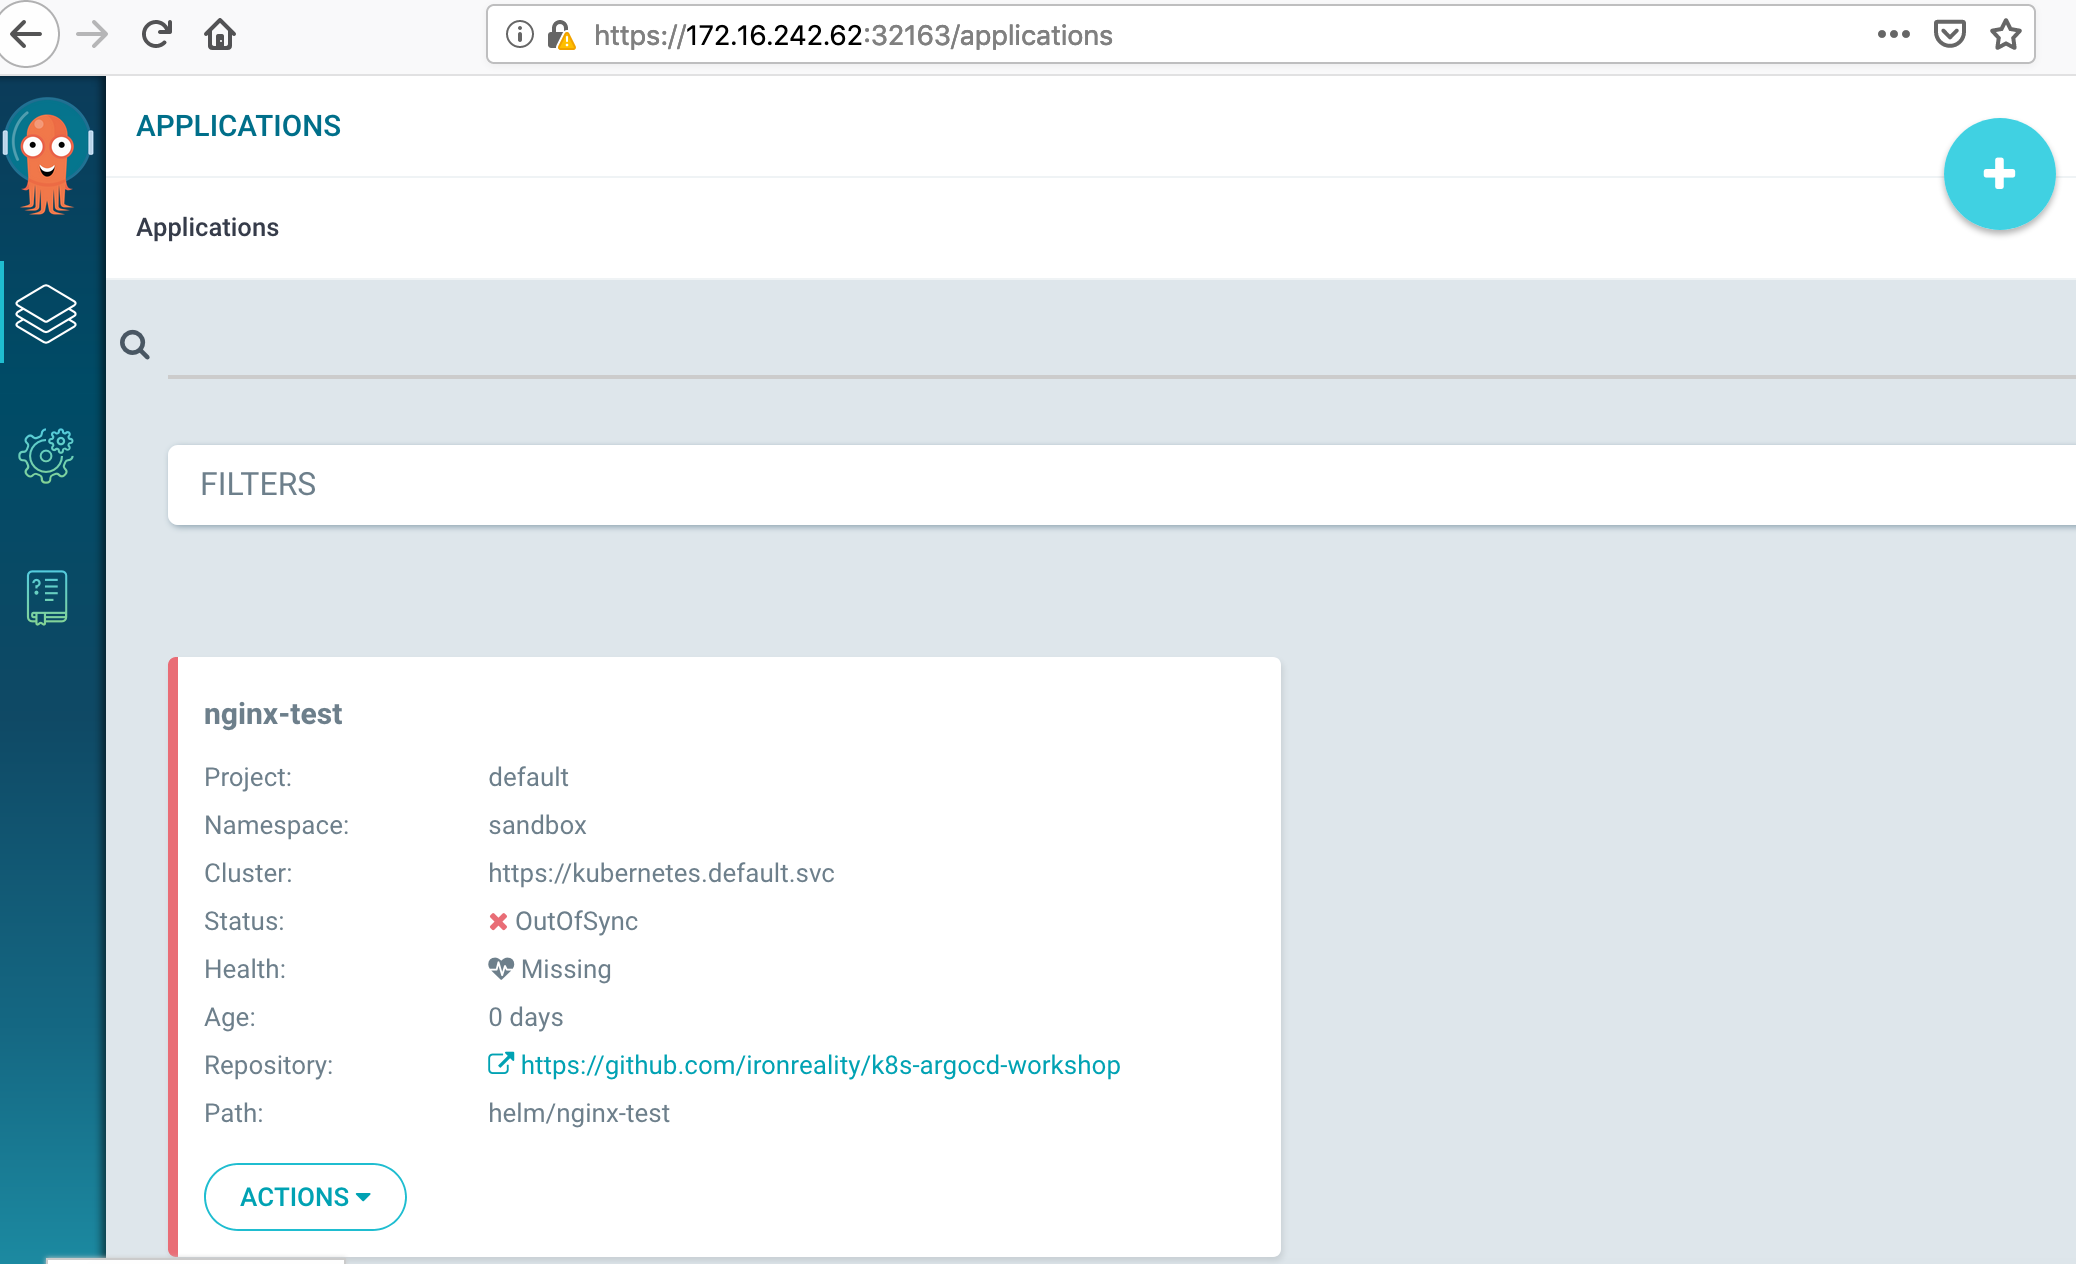 https://172.16.242.62:32163/applications
APPLICATIONS
Applications
FILTERS
nginx-test
Project: default
Namespace: sandbox
Cluster: https://kubernetes.default.svc
Status: OutOfSync
Health: Missing
Age: 0 days
Repository: https://github.com/ironreality/k8s-argocd-workshop
Path: helm/nginx-test
ACTIONS